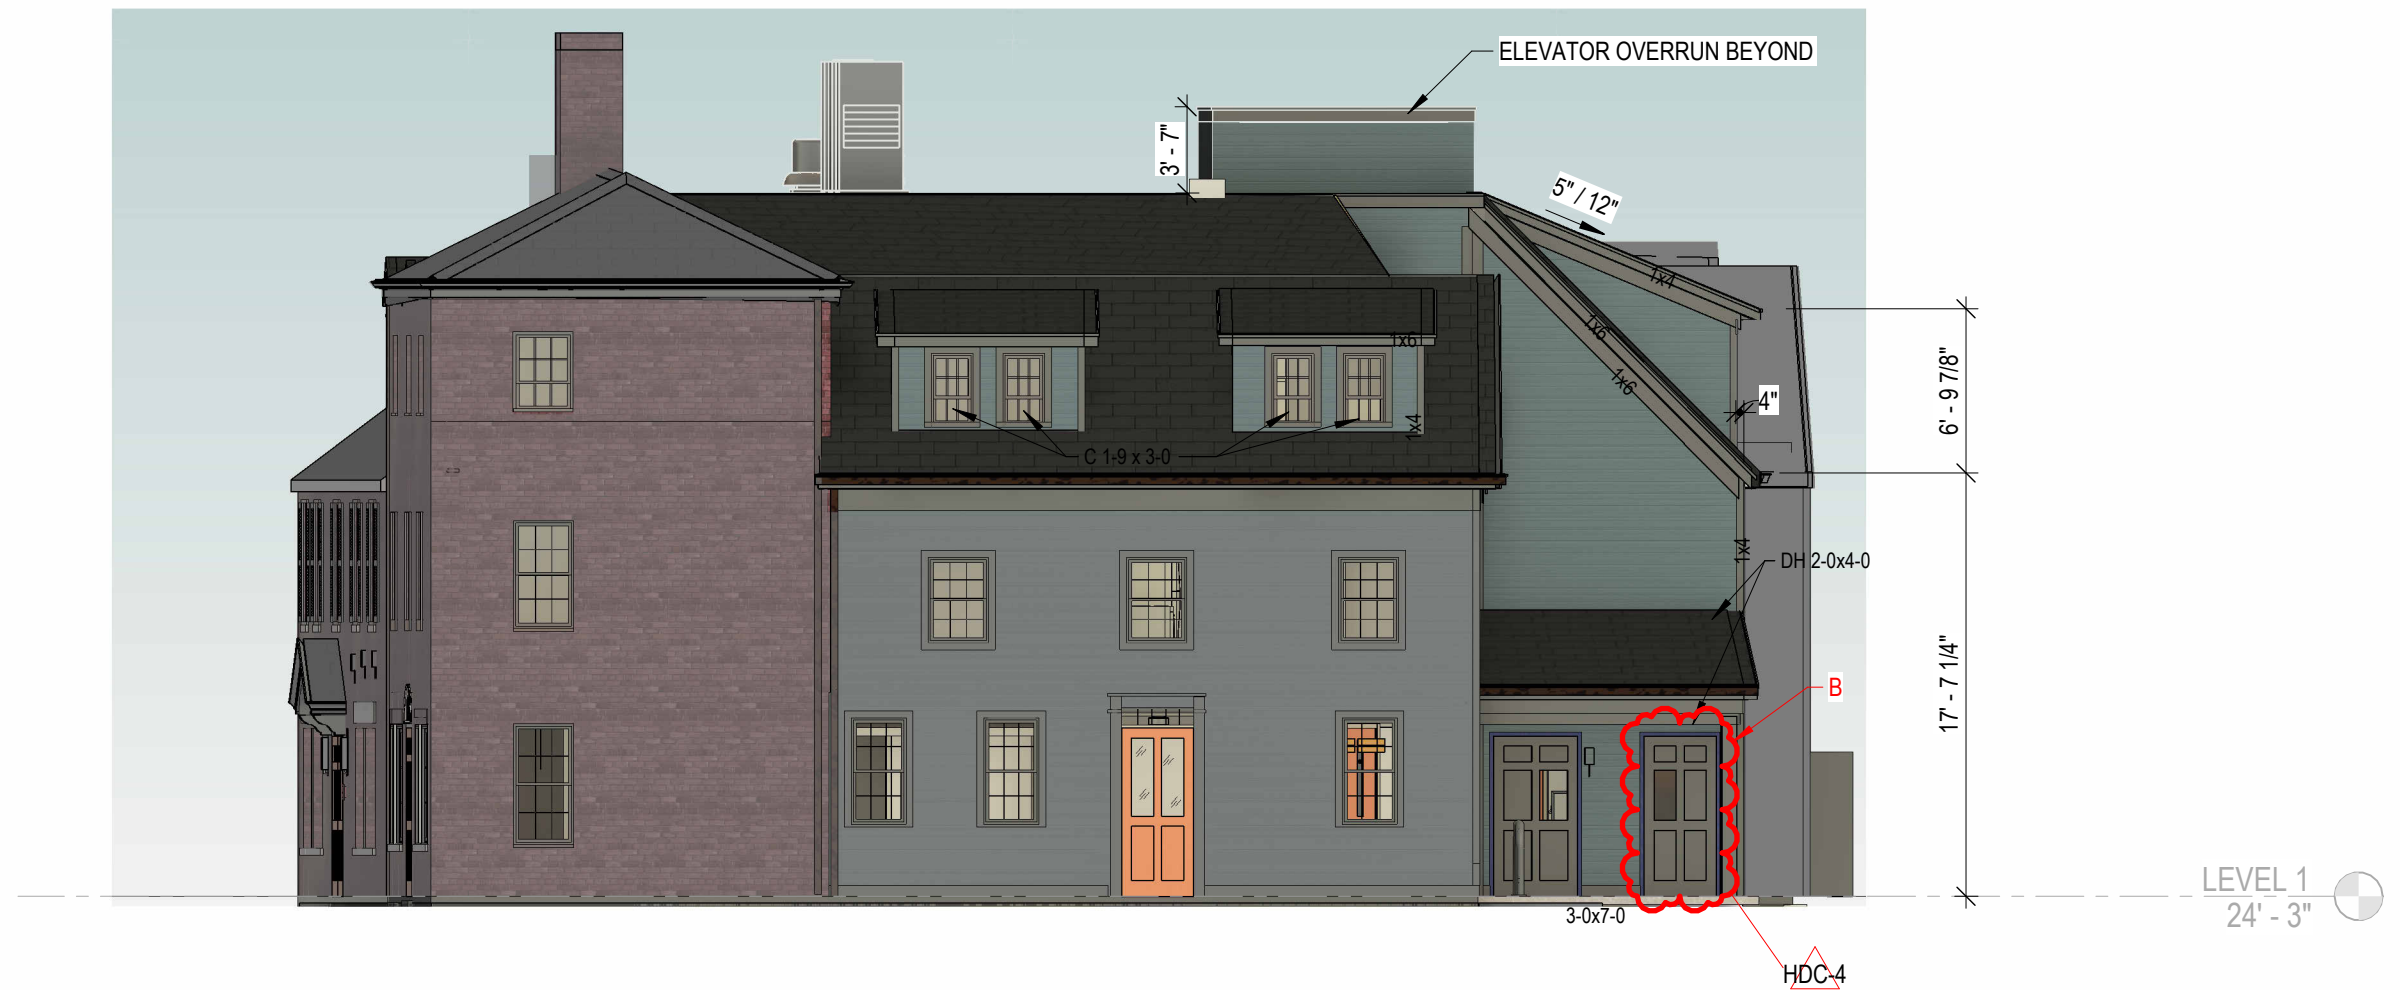 ELEVATOR OVERRUN BEYOND
3' - 7"
5" / 12"
1x4
1x6
1x6
1x6
1x4
4"
6' - 9 7/8"
C 1-9 x 3-0
1x4
DH 2-0x4-0
17' - 7 1/4"
B
LEVEL 1
24' - 3"
3-0x7-0
HDC-4